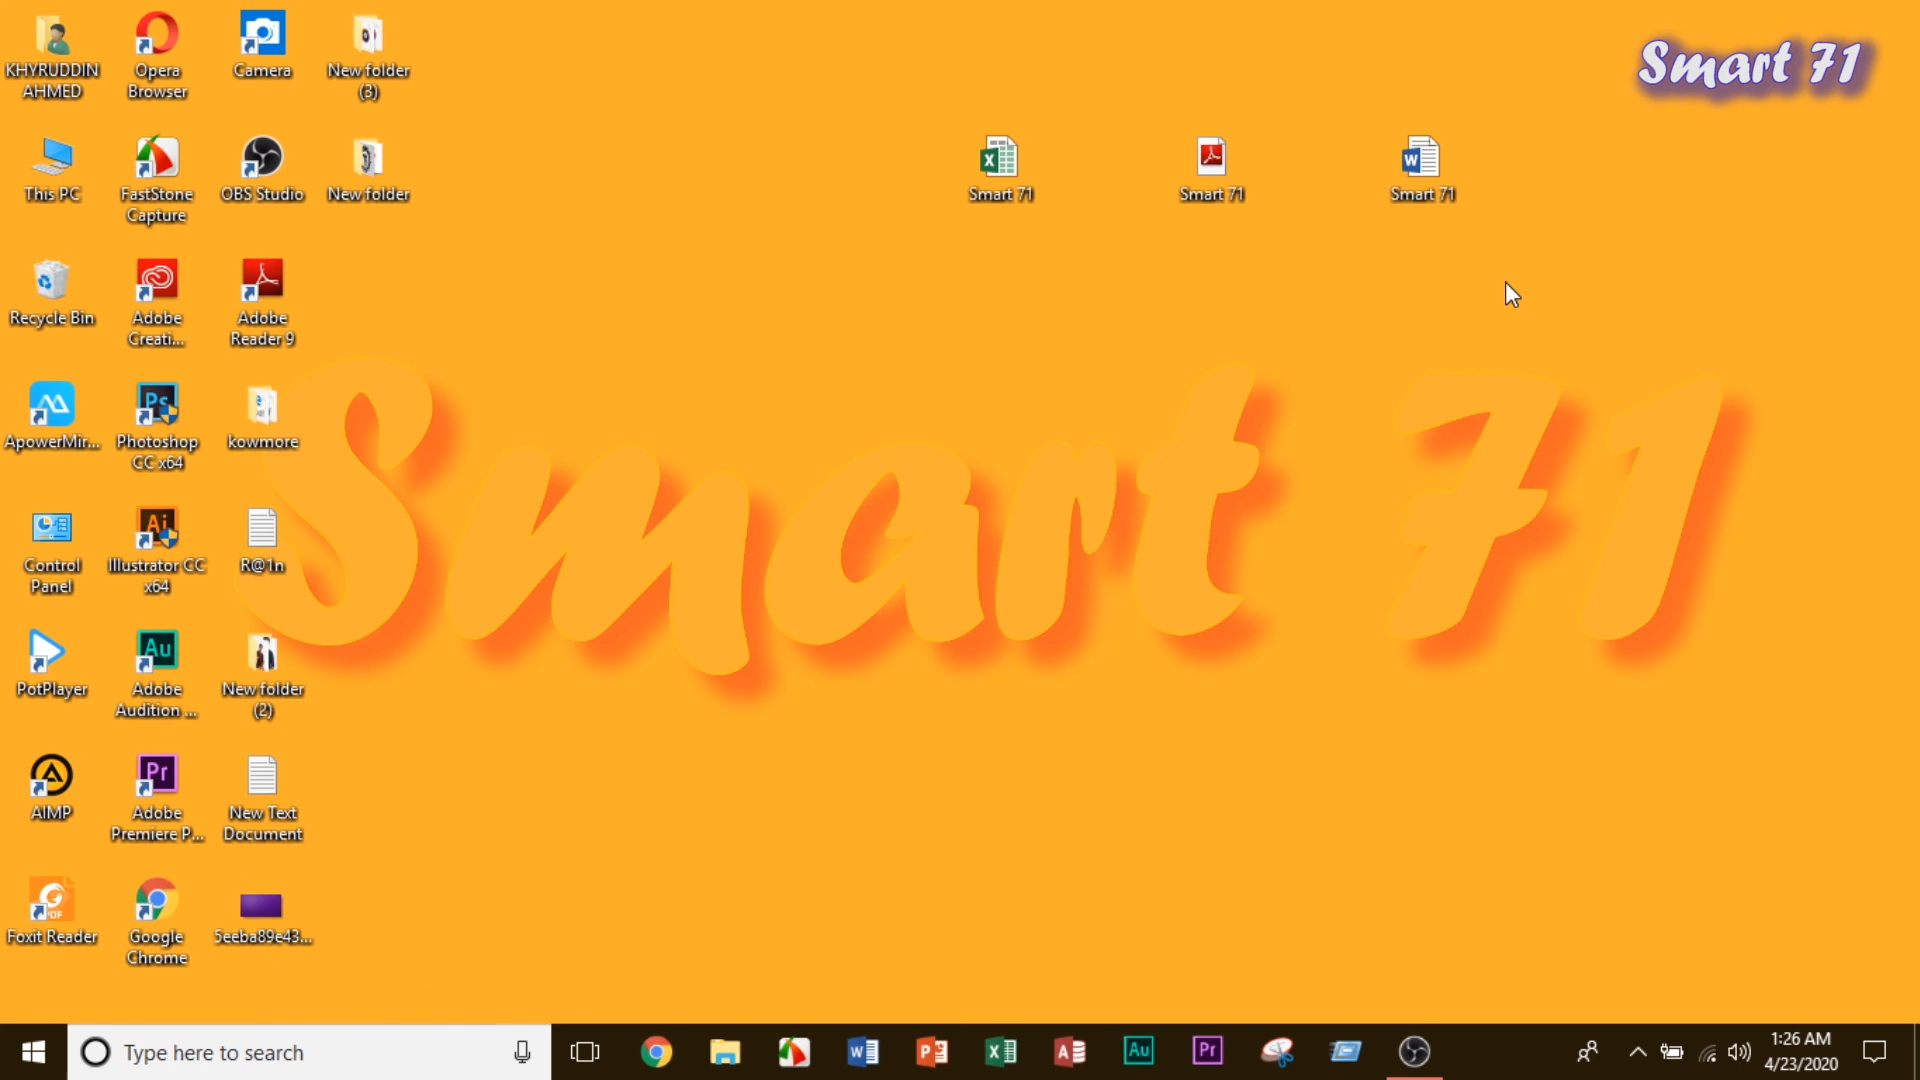 KHYRUDDIN
AHMED
Opera
Browser
Camera
New folder
(3)
Smart 71
This PC
FastStone
Capture
OBS Studio
New folder
Smart 71
Smart 71
Smart 71
Recycle Bin
Adobe
Creati...
Adobe
Reader 9
ApowerMir...
Photoshop
CC x64
kowmore
Smart 71
Control
Panel
Illustrator CC
x64
R@1n
PotPlayer
Adobe
Audition ...
New folder
(2)
AIMP
Adobe
Premiere P...
New Text
Document
Foxit Reader
Google
Chrome
5eeba89e43...
Type here to search
1:26 AM
4/23/2020